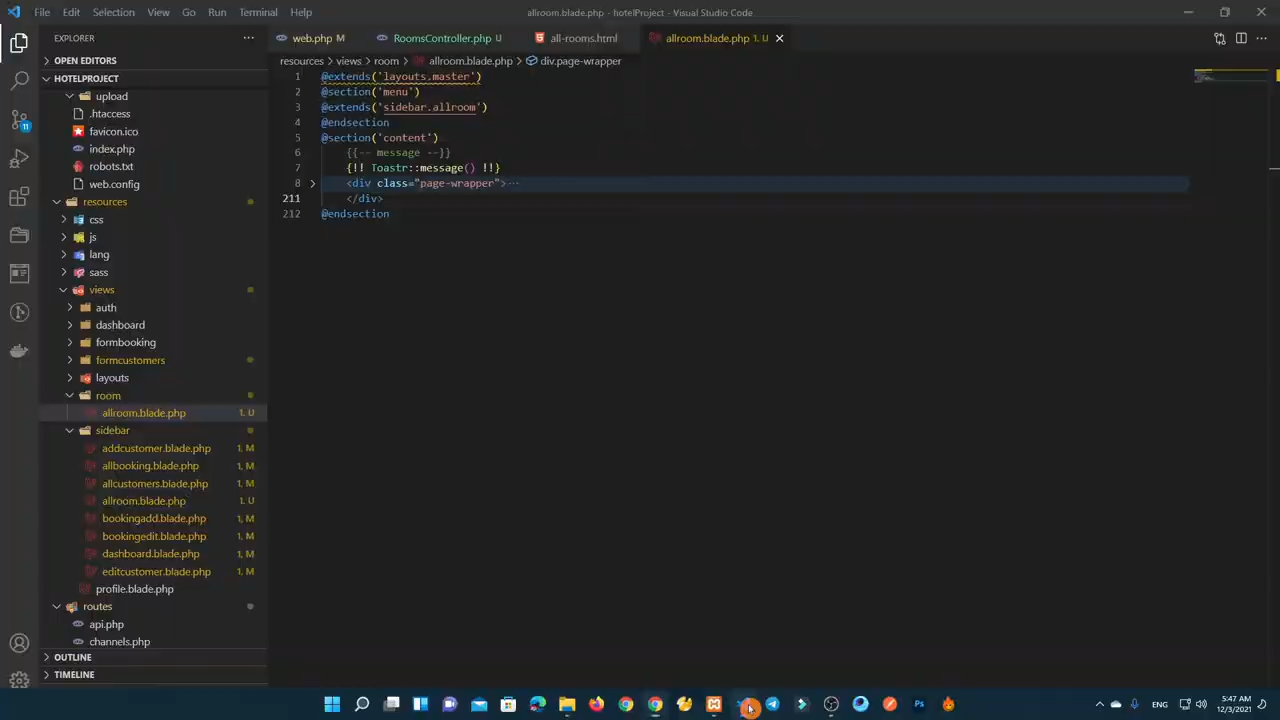 File Edit Selection View Go Run Terminal Help
allroom.blade.php - hotelProject - Visual Studio Code
EXPLORER
web.php M
RoomsController.php U
all-rooms.html
allroom.blade.php 1, U
OPEN EDITORS
HOTELPROJECT
upload
.htaccess
favicon.ico
index.php
robots.txt
web.config
resources
css
js
lang
sass
views
auth
dashboard
formbooking
formcustomers
layouts
room
allroom.blade.php 1, U
sidebar
addcustomer.blade.php 1, M
allbooking.blade.php 1, M
allcustomers.blade.php 1, M
allroom.blade.php 1, U
bookingadd.blade.php 1, M
bookingedit.blade.php 1, M
dashboard.blade.php 1, M
editcustomer.blade.php 1, M
profile.blade.php
routes
api.php
channels.php
OUTLINE
TIMELINE
11
resources > views > room > allroom.blade.php > div.page-wrapper
1 @extends('layouts.master')
2 @section('menu')
3 @extends('sidebar.allroom')
4 @endsection
5 @section('content')
6 {{-- message --}}
7 {!! Toastr::message() !!}
8 <div class="page-wrapper">···
211 </div>
212 @endsection
Ps
ENG
5:47 AM
12/3/2021